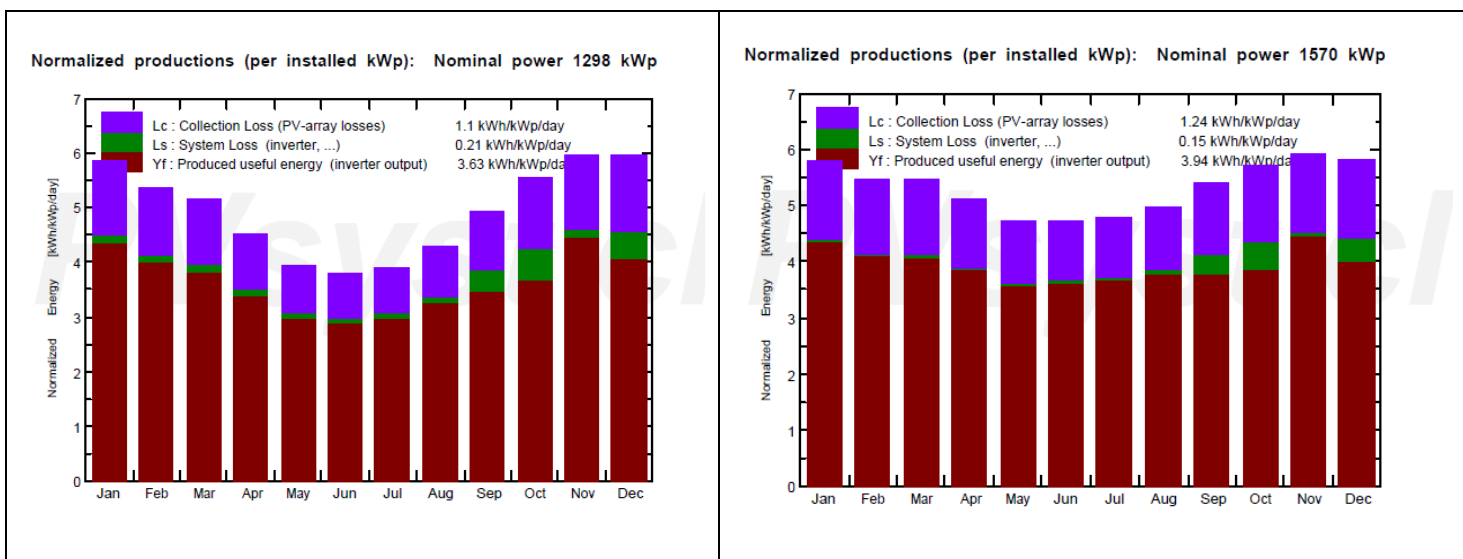 Normalized productions (per installed kWp): Nominal power 1298 kWp
Lc : Collection Loss (PV-array losses) 1.1 kWh/kWp/day
Ls : System Loss (inverter, ...) 0.21 kWh/kWp/day
Yf : Produced useful energy (inverter output) 3.63 kWh/kWp/day
Normalized Energy [kWh/kWp/day]
7
6
5
4
3
2
1
0
Jan Feb Mar Apr May Jun Jul Aug Sep Oct Nov Dec
Normalized productions (per installed kWp): Nominal power 1570 kWp
Lc : Collection Loss (PV-array losses) 1.24 kWh/kWp/day
Ls : System Loss (inverter, ...) 0.15 kWh/kWp/day
Yf : Produced useful energy (inverter output) 3.94 kWh/kWp/day
Normalized Energy [kWh/kWp/day]
7
6
5
4
3
2
1
0
Jan Feb Mar Apr May Jun Jul Aug Sep Oct Nov Dec